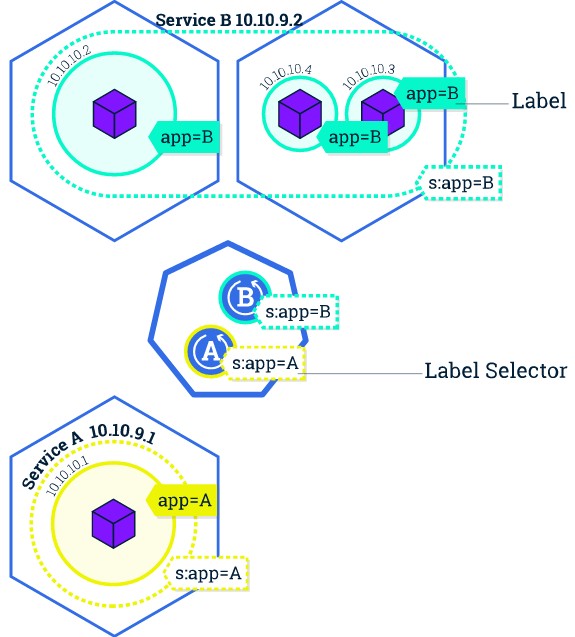 Service B 10.10.9.2
10.10.10.2
10.10.10.4
10.10.10.3
app=B
Label
app=B
app=B
s:app=B
B
s:app=B
A
s:app=A
Label Selector
Service A 10.10.9.1
10.10.10.1
app=A
s:app=A